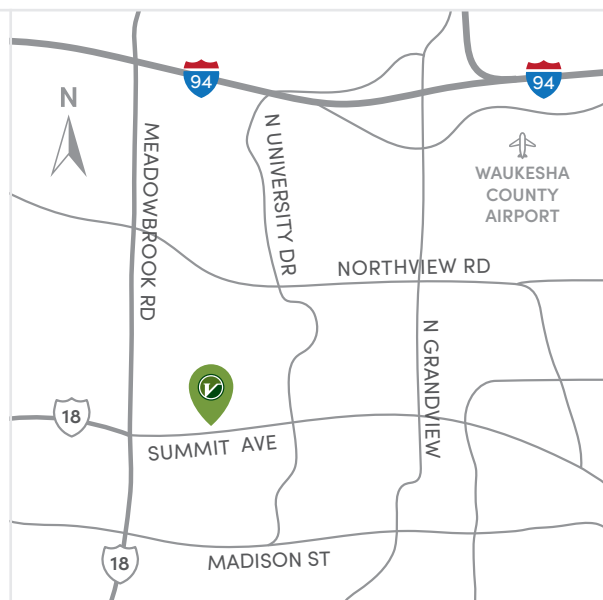 94
94
N
MEADOWBROOK RD
N UNIVERSITY DR
WAUKESHA
COUNTY
AIRPORT
NORTHVIEW RD
N GRANDVIEW
V
18
SUMMIT AVE
MADISON ST
18